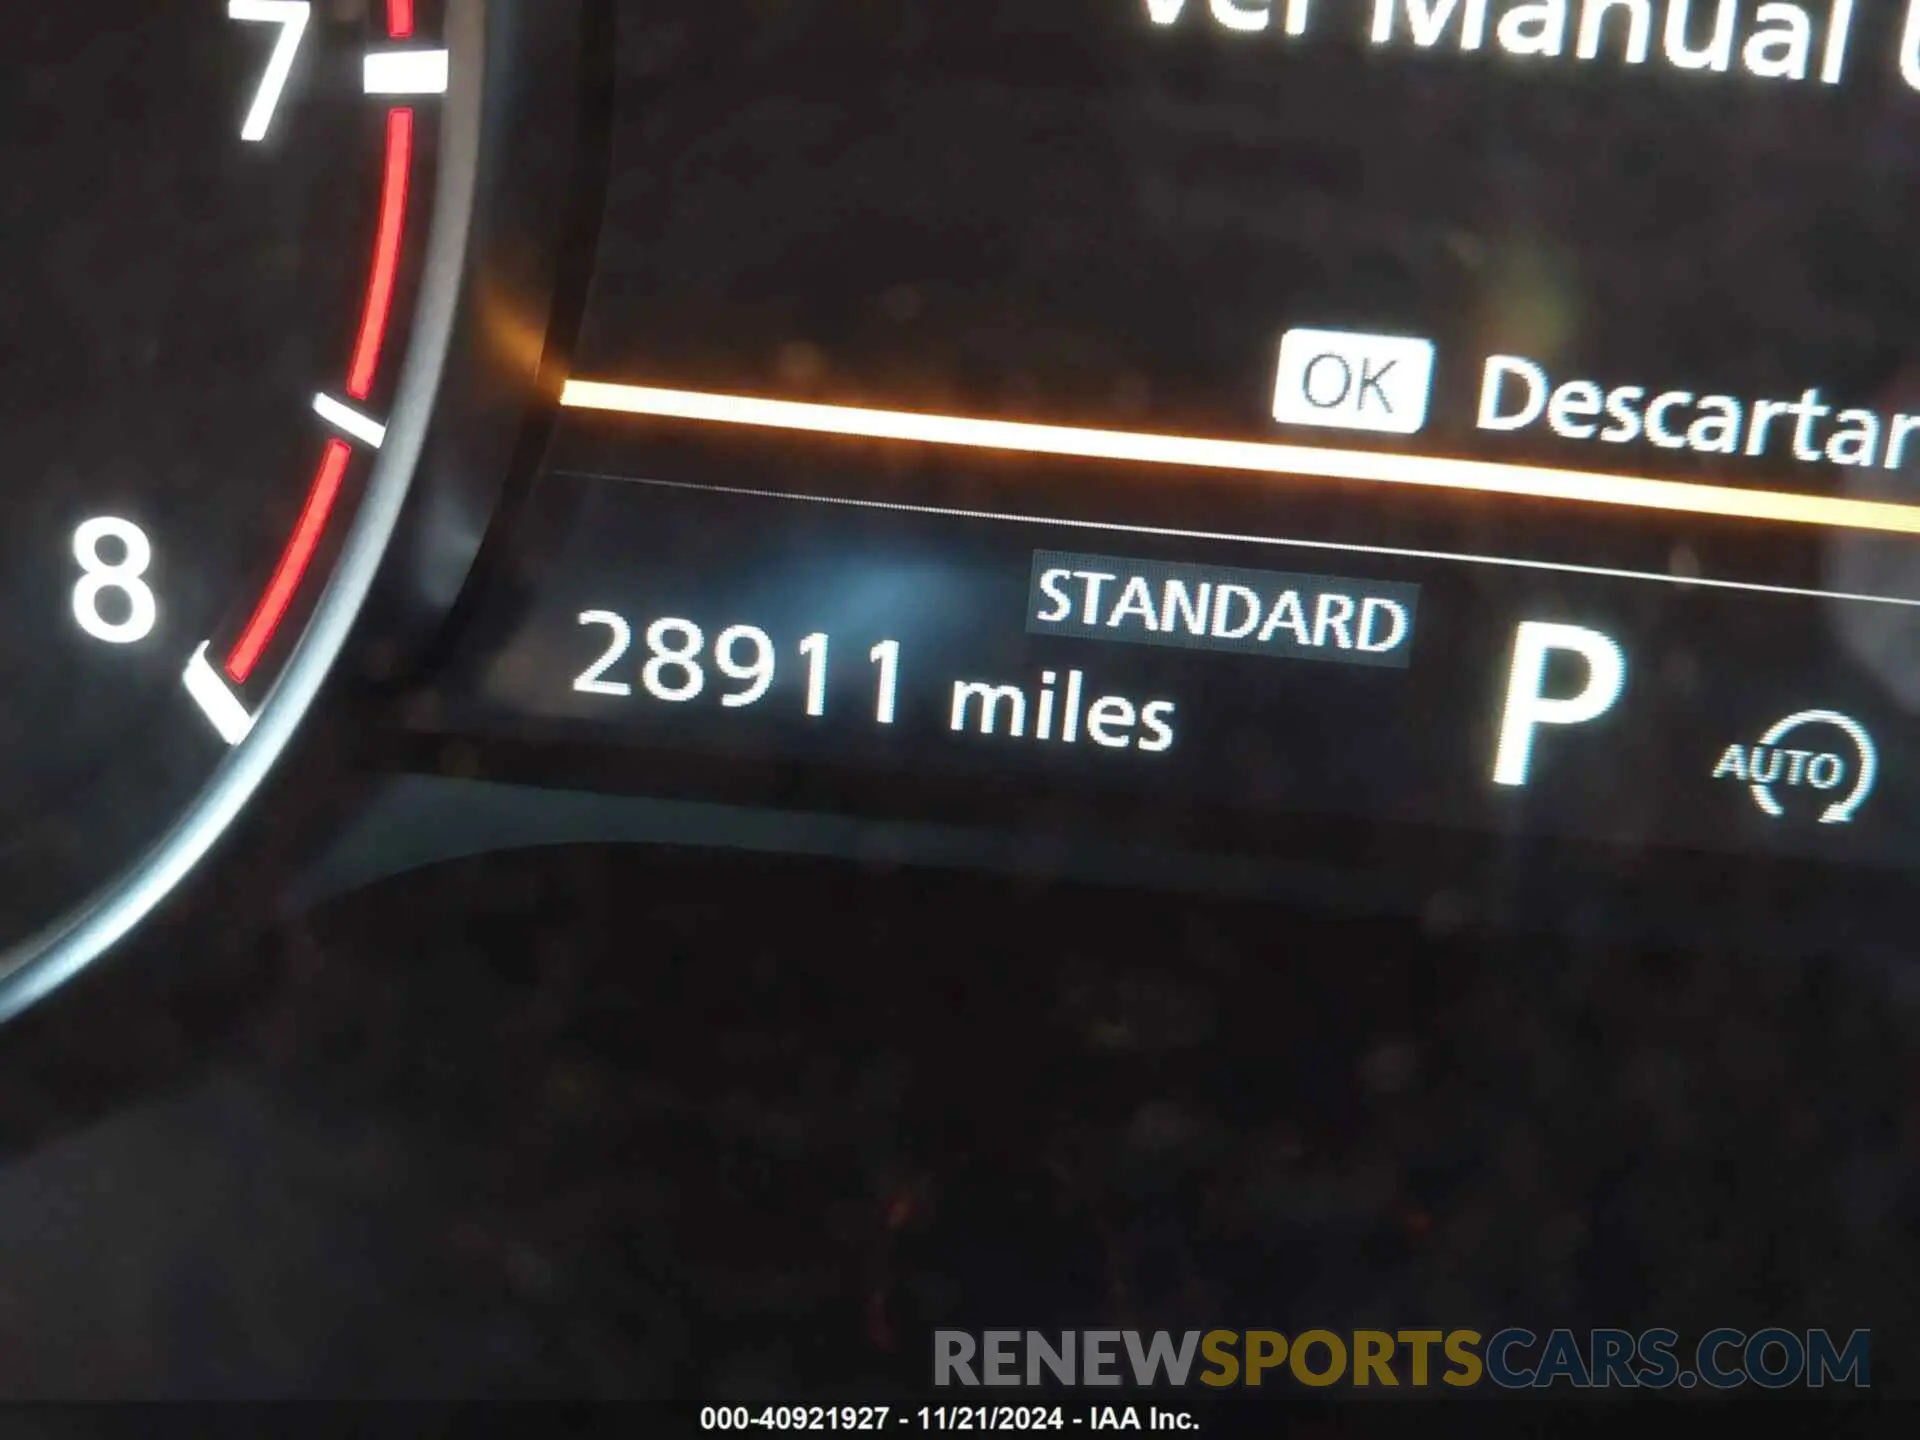 7
Manual
OK Descartar
8
STANDARD
28911 miles
P
AUTO
RENEWSPORTSCARS.COM
000-40921927 - 11/21/2024 - IAA Inc.